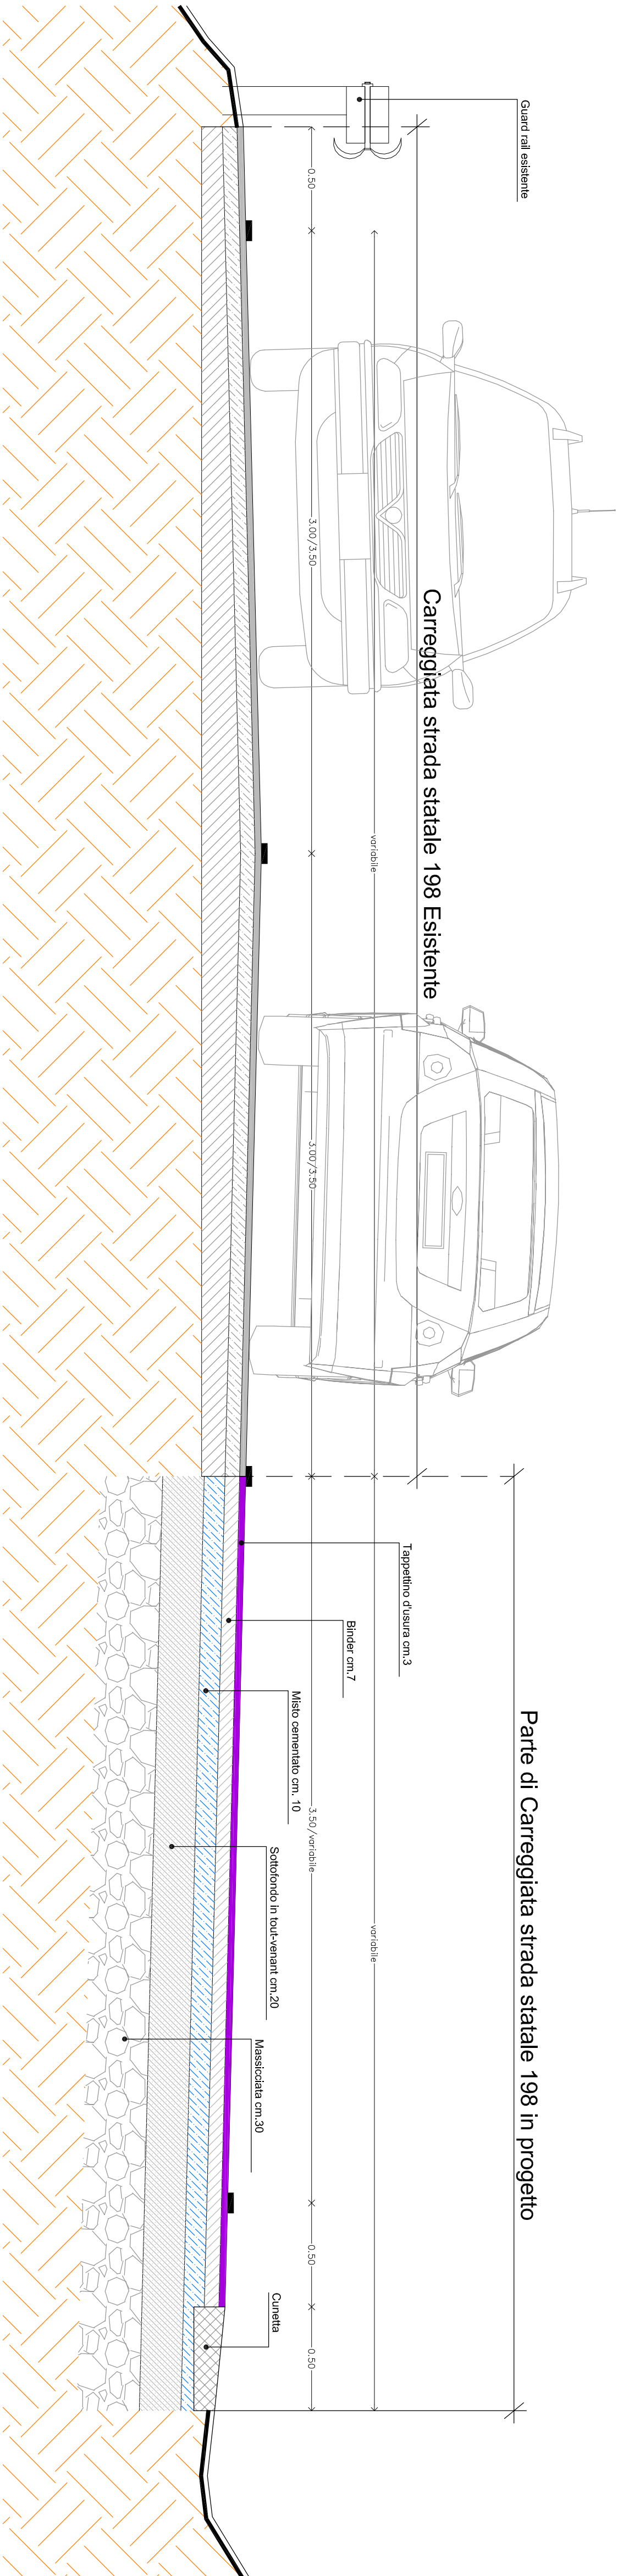 Guard rail esistente
Carreggiata strada statale 198 Esistente
Parte di Carreggiata strada statale 198 in progetto
variabile
variabile
0.50
3.00/3.50
3.00/3.50
3.50/variabile
0.50
0.50
Tappettino d'usura cm.3
Binder cm.7
Misto cementato cm. 10
Sottofondo in tout-venant cm.20
Massicciata cm.30
Cunetta